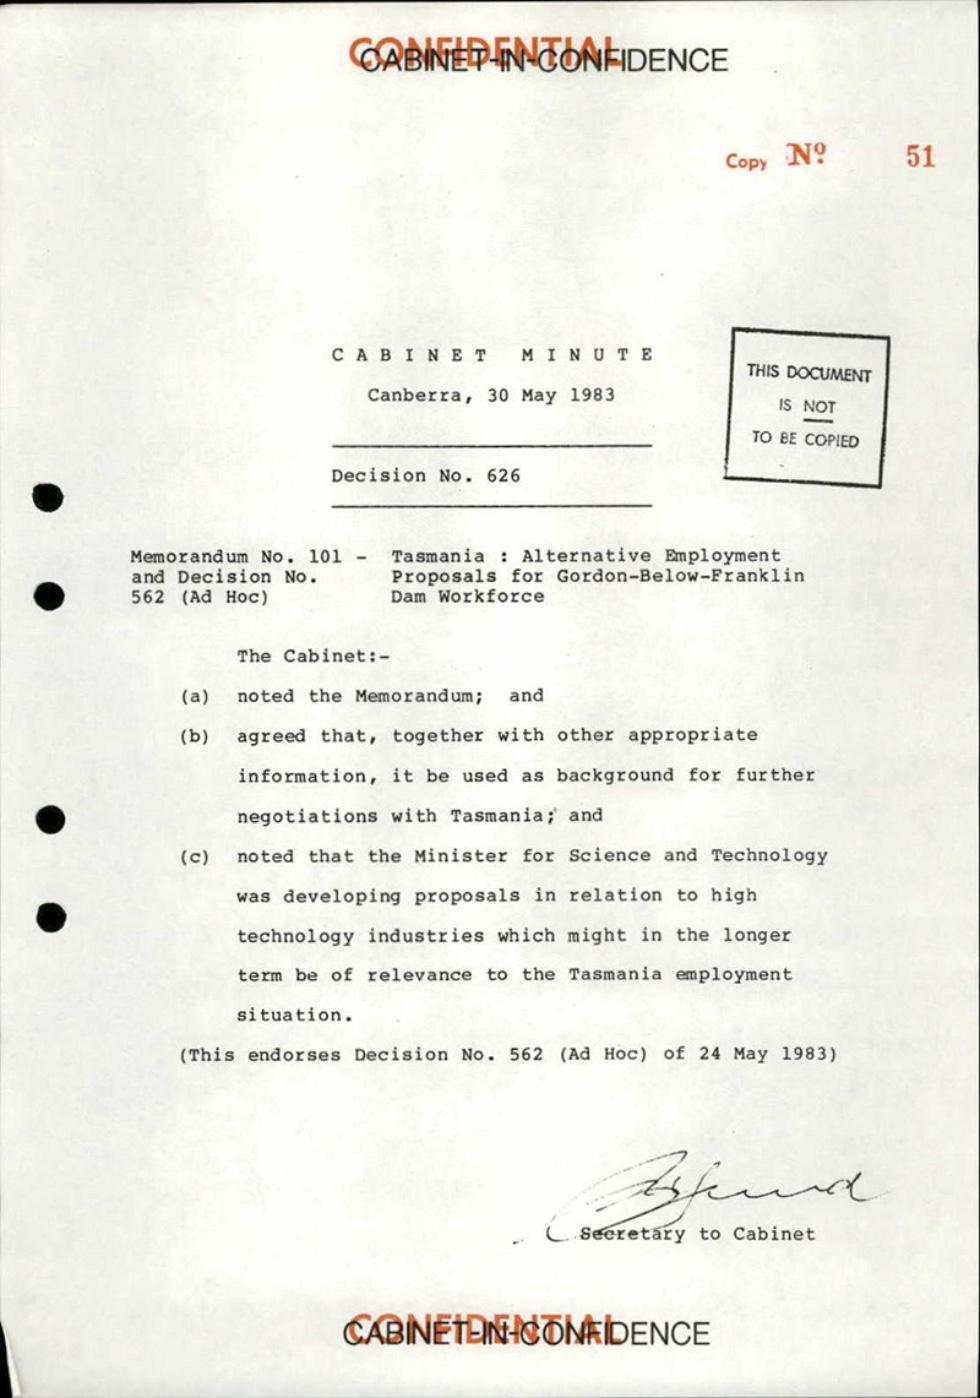 CONFIDENTIAL
CABINET-IN-CONFIDENCE
Copy Nº 51
CABINET MINUTE
Canberra, 30 May 1983
THIS DOCUMENT
IS NOT
TO BE COPIED
Decision No. 626
Memorandum No. 101 - Tasmania : Alternative Employment
and Decision No. Proposals for Gordon-Below-Franklin
562 (Ad Hoc) Dam Workforce
The Cabinet:-
(a) noted the Memorandum; and
(b) agreed that, together with other appropriate
information, it be used as background for further
negotiations with Tasmania; and
(c) noted that the Minister for Science and Technology
was developing proposals in relation to high
technology industries which might in the longer
term be of relevance to the Tasmania employment
situation.
(This endorses Decision No. 562 (Ad Hoc) of 24 May 1983)
Secretary to Cabinet
CONFIDENTIAL
CABINET-IN-CONFIDENCE